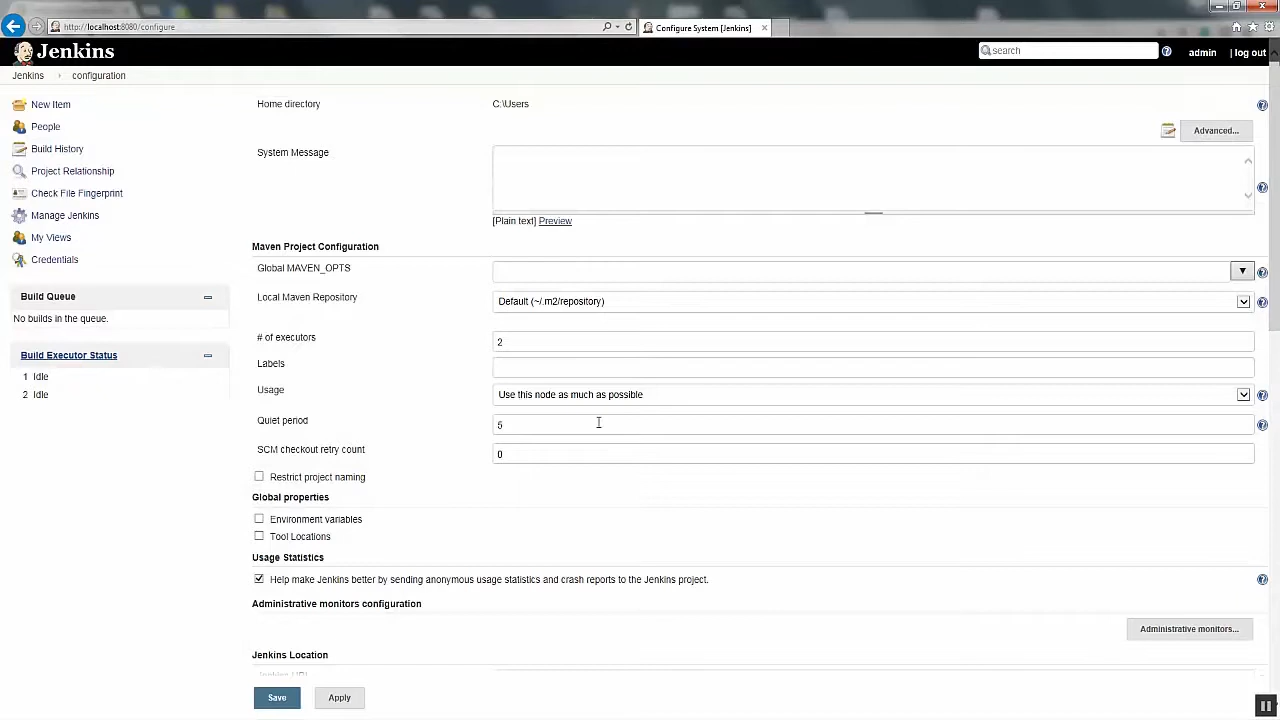 http://localhost:8080/configure
Configure System [Jenkins]
Jenkins
search
admin | log out
Jenkins › configuration
New Item
People
Build History
Project Relationship
Check File Fingerprint
Manage Jenkins
My Views
Credentials
Build Queue
No builds in the queue.
Build Executor Status
1 Idle
2 Idle
Home directory C:\Users
Advanced...
System Message
[Plain text] Preview
Maven Project Configuration
Global MAVEN_OPTS
Local Maven Repository Default (~/.m2/repository)
# of executors 2
Labels
Usage Use this node as much as possible
Quiet period 5
SCM checkout retry count 0
Restrict project naming
Global properties
Environment variables
Tool Locations
Usage Statistics
Help make Jenkins better by sending anonymous usage statistics and crash reports to the Jenkins project.
Administrative monitors configuration
Administrative monitors...
Jenkins Location
Save Apply